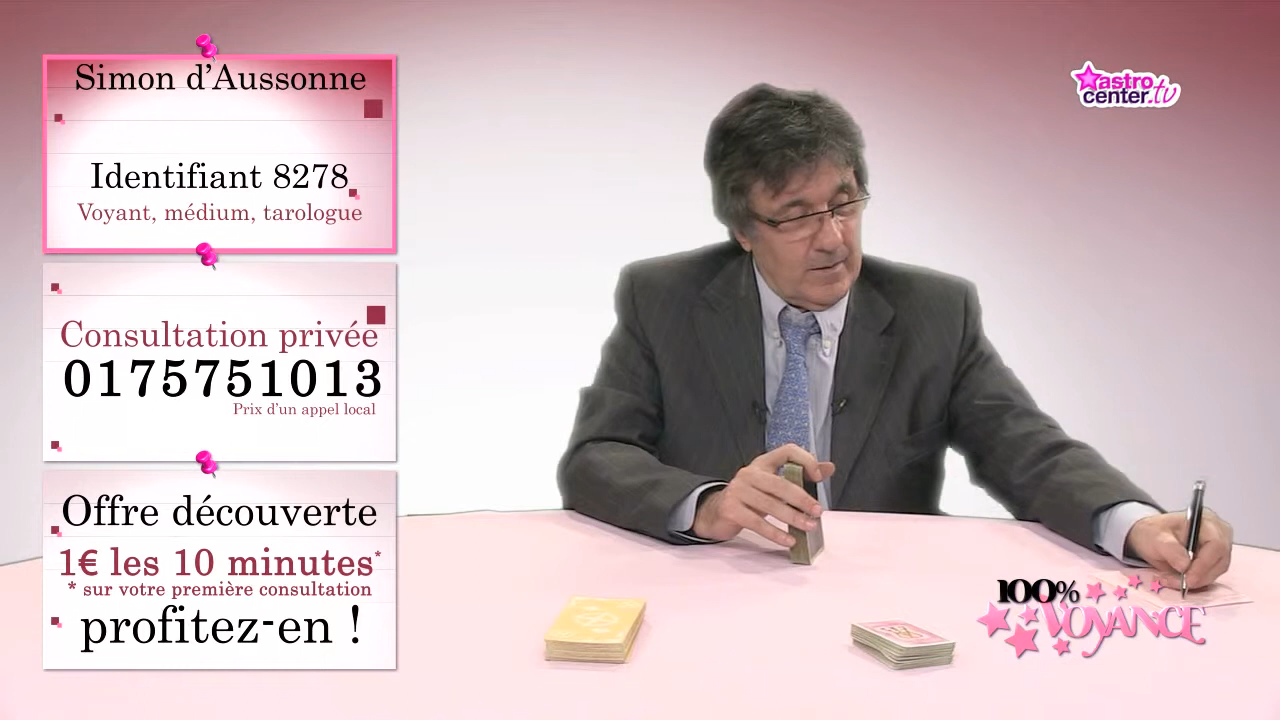 Simon d'Aussonne
Identifiant 8278
Voyant, médium, tarologue
Consultation privée
0175751013
Prix d'un appel local
Offre découverte
1€ les 10 minutes*
* sur votre première consultation
profitez-en !
astro
center.tv
100%
VOYANCE